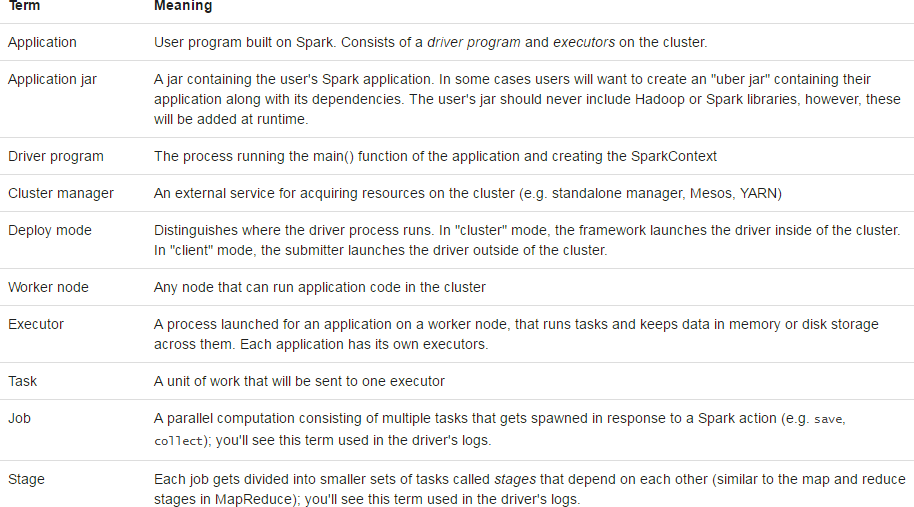 Term Meaning
Application User program built on Spark. Consists of a driver program and executors on the cluster.
Application jar A jar containing the user's Spark application. In some cases users will want to create an "uber jar" containing their
application along with its dependencies. The user's jar should never include Hadoop or Spark libraries, however, these
will be added at runtime.
Driver program The process running the main() function of the application and creating the SparkContext
Cluster manager An external service for acquiring resources on the cluster (e.g. standalone manager, Mesos, YARN)
Deploy mode Distinguishes where the driver process runs. In "cluster" mode, the framework launches the driver inside of the cluster.
In "client" mode, the submitter launches the driver outside of the cluster.
Worker node Any node that can run application code in the cluster
Executor A process launched for an application on a worker node, that runs tasks and keeps data in memory or disk storage
across them. Each application has its own executors.
Task A unit of work that will be sent to one executor
Job A parallel computation consisting of multiple tasks that gets spawned in response to a Spark action (e.g. save,
collect); you'll see this term used in the driver's logs.
Stage Each job gets divided into smaller sets of tasks called stages that depend on each other (similar to the map and reduce
stages in MapReduce); you'll see this term used in the driver's logs.